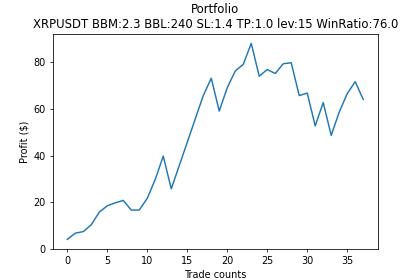 Portfolio
XRPUSDT BBM:2.3 BBL:240 SL:1.4 TP:1.0 lev:15 WinRatio:76.0
80
60
40
20
0
Profit ($)
0 5 10 15 20 25 30 35
Trade counts